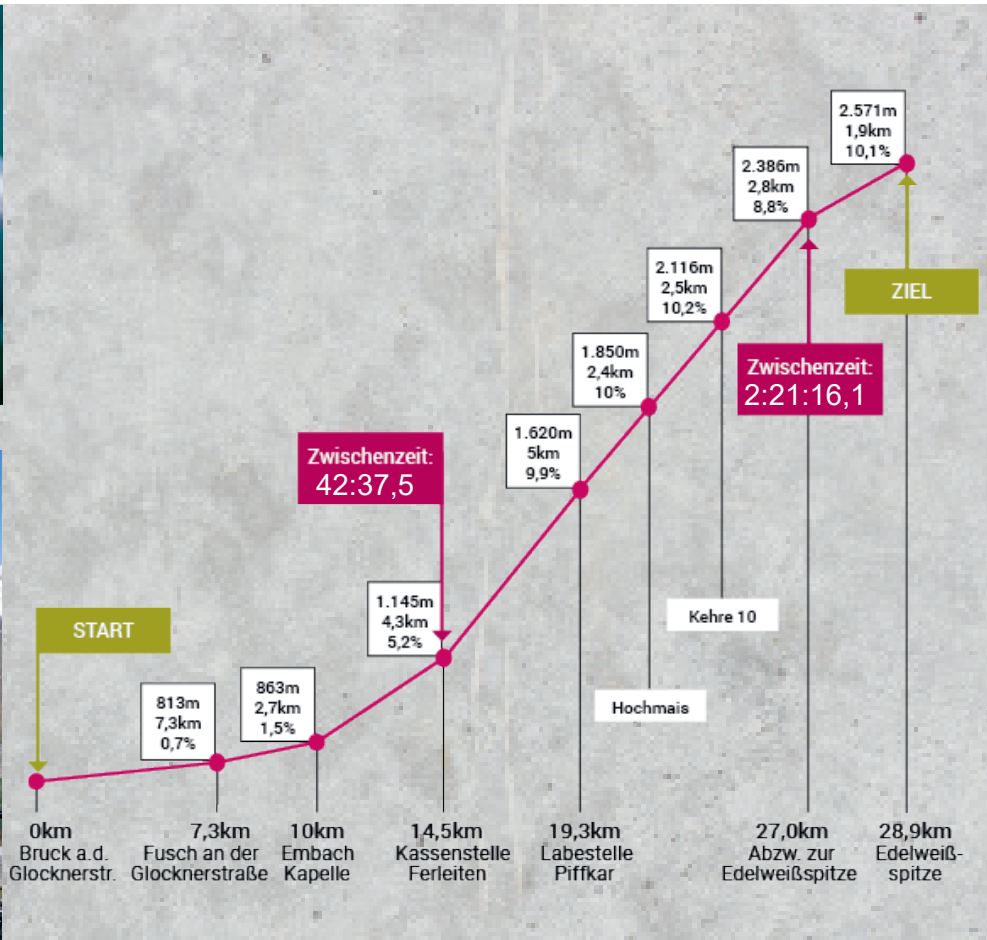 2.571m
1,9km
10,1%
2.386m
2,8km
8,8%
2.116m
2,5km
10,2%
ZIEL
1.850m
2,4km
10%
Zwischenzeit:
2:21:16,1
1.620m
5km
9,9%
Zwischenzeit:
42:37,5
1.145m
4,3km
5,2%
START
Kehre 10
863m
2,7km
1,5%
813m
7,3km
0,7%
Hochmais
0km
Bruck a.d.
Glocknerstr.
7,3km
Fusch an der
Glocknerstraße
10km
Embach
Kapelle
14,5km
Kassenstelle
Ferleiten
19,3km
Labestelle
Piffkar
27,0km
Abzw. zur
Edelweißspitze
28,9km
Edelweiß-
spitze